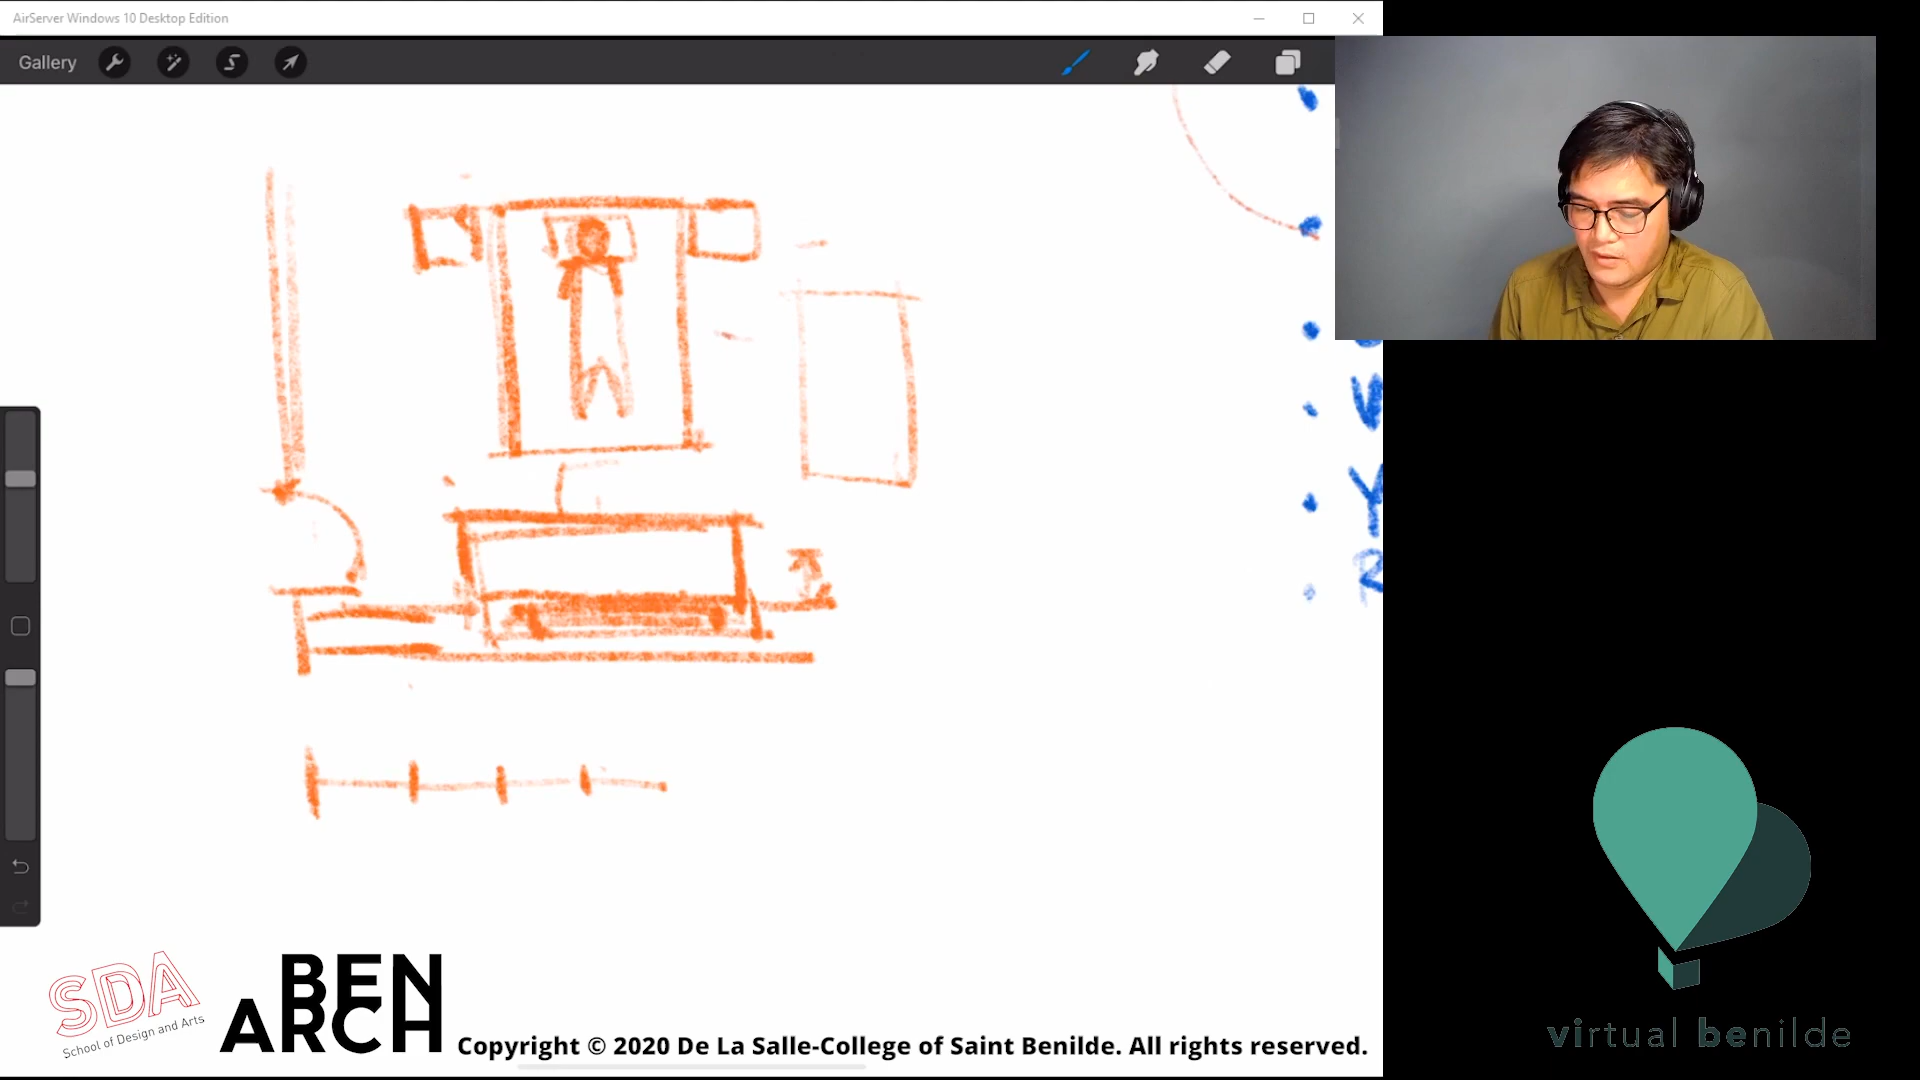 AirServer Windows 10 Desktop Edition
Gallery
Y
R
SDA
School of Design and Arts
BEN
ARCH
Copyright © 2020 De La Salle-College of Saint Benilde. All rights reserved.
virtual benilde